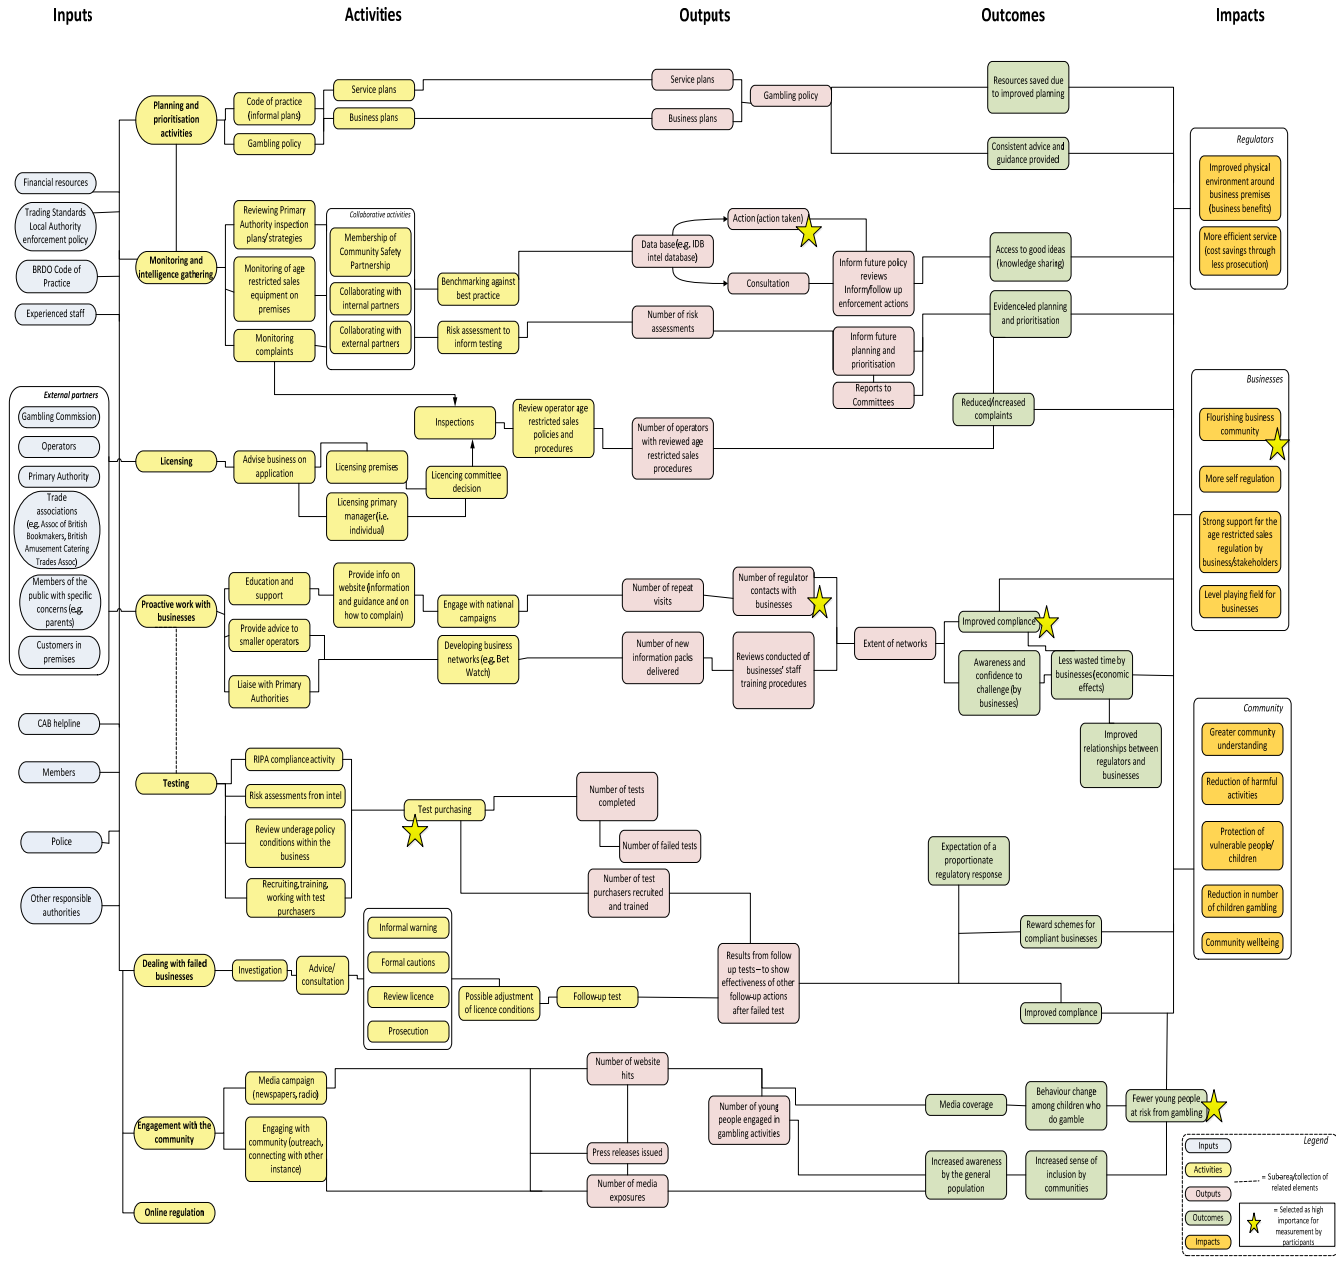 Inputs
Activities
Outputs
Outcomes
Impacts
Financial resources
Trading Standards
Local Authority
enforcement policy
BRDO Code of
Practice
Experienced staff
External partners
Gambling Commission
Operators
Primary Authority
Trade
associations
(e.g. Assoc of British
Bookmakers, British
Amusement Catering
Trades Assoc)
Members of the
public with specific
concerns (e.g.
parents)
Customers in
premises
CAB helpline
Members
Police
Other responsible
authorities
Planning and
prioritisation
activities
Code of practice
(informal plans)
Gambling policy
Service plans
Business plans
Service plans
Business plans
Gambling policy
Resources saved due
to improved planning
Consistent advice and
guidance provided
Monitoring and
intelligence gathering
Reviewing Primary
Authority inspection
plans/strategies
Monitoring of age
restricted sales
equipment on
premises
Monitoring
complaints
Collaborative activities
Membership of
Community Safety
Partnership
Collaborating with
internal partners
Collaborating with
external partners
Benchmarking against
best practice
Risk assessment to
inform testing
Data base(e.g. IDB
intel database)
Action (action taken)
Consultation
Number of risk
assessments
Inform future policy
reviews
Inform/follow up
enforcement actions
Inform future
planning and
prioritisation
Reports to
Committees
Access to good ideas
(knowledge sharing)
Evidence-led planning
and prioritisation
Reduced/increased
complaints
Licensing
Advise business on
application
Licensing premises
Licensing primary
manager (i.e.
individual)
Licencing committee
decision
Inspections
Review operator age
restricted sales
policies and
procedures
Number of operators
with reviewed age
restricted sales
procedures
Proactive work with
businesses
Education and
support
Provide advice to
smaller operators
Liaise with Primary
Authorities
Provide info on
website (information
and guidance and on
how to complain)
Engage with national
campaigns
Developing business
networks (e.g. Bet
Watch)
Number of repeat
visits
Number of new
information packs
delivered
Number of regulator
contacts with
businesses
Reviews conducted of
businesses' staff
training procedures
Extent of networks
Improved compliance
Awareness and
confidence to
challenge (by
businesses)
Less wasted time by
businesses (economic
effects)
Improved
relationships between
regulators and
businesses
Testing
RIPA compliance activity
Risk assessments from intel
Review underage policy
conditions within the
business
Recruiting, training,
working with test
purchasers
Test purchasing
Number of tests
completed
Number of failed tests
Number of test
purchasers recruited
and trained
Expectation of a
proportionate
regulatory response
Reward schemes for
compliant businesses
Improved compliance
Dealing with failed
businesses
Investigation
Advice/
consultation
Informal warning
Formal cautions
Review licence
Prosecution
Possible adjustment
of licence conditions
Follow-up test
Results from follow
up tests – to show
effectiveness of other
follow-up actions
after failed test
Engagement with the
community
Media campaign
(newspapers, radio)
Engaging with
community (outreach,
connecting with other
instance)
Number of website
hits
Press releases issued
Number of media
exposures
Number of young
people engaged in
gambling activities
Media coverage
Behaviour change
among children who
do gamble
Fewer young people
at risk from gambling
Increased awareness
by the general
population
Increased sense of
inclusion by
communities
Online regulation
Regulators
Improved physical
environment around
business premises
(business benefits)
More efficient service
(cost savings through
less prosecution)
Businesses
Flourishing business
community
More self regulation
Strong support for the
age restricted sales
regulation by
business/stakeholders
Level playing field for
businesses
Community
Greater community
understanding
Reduction of harmful
activities
Protection of
vulnerable people/
children
Reduction in number
of children gambling
Community wellbeing
Legend
Inputs
Activities
Outputs
Outcomes
Impacts
= Subarea/collection of
related elements
= Selected as high
importance for
measurement by
participants